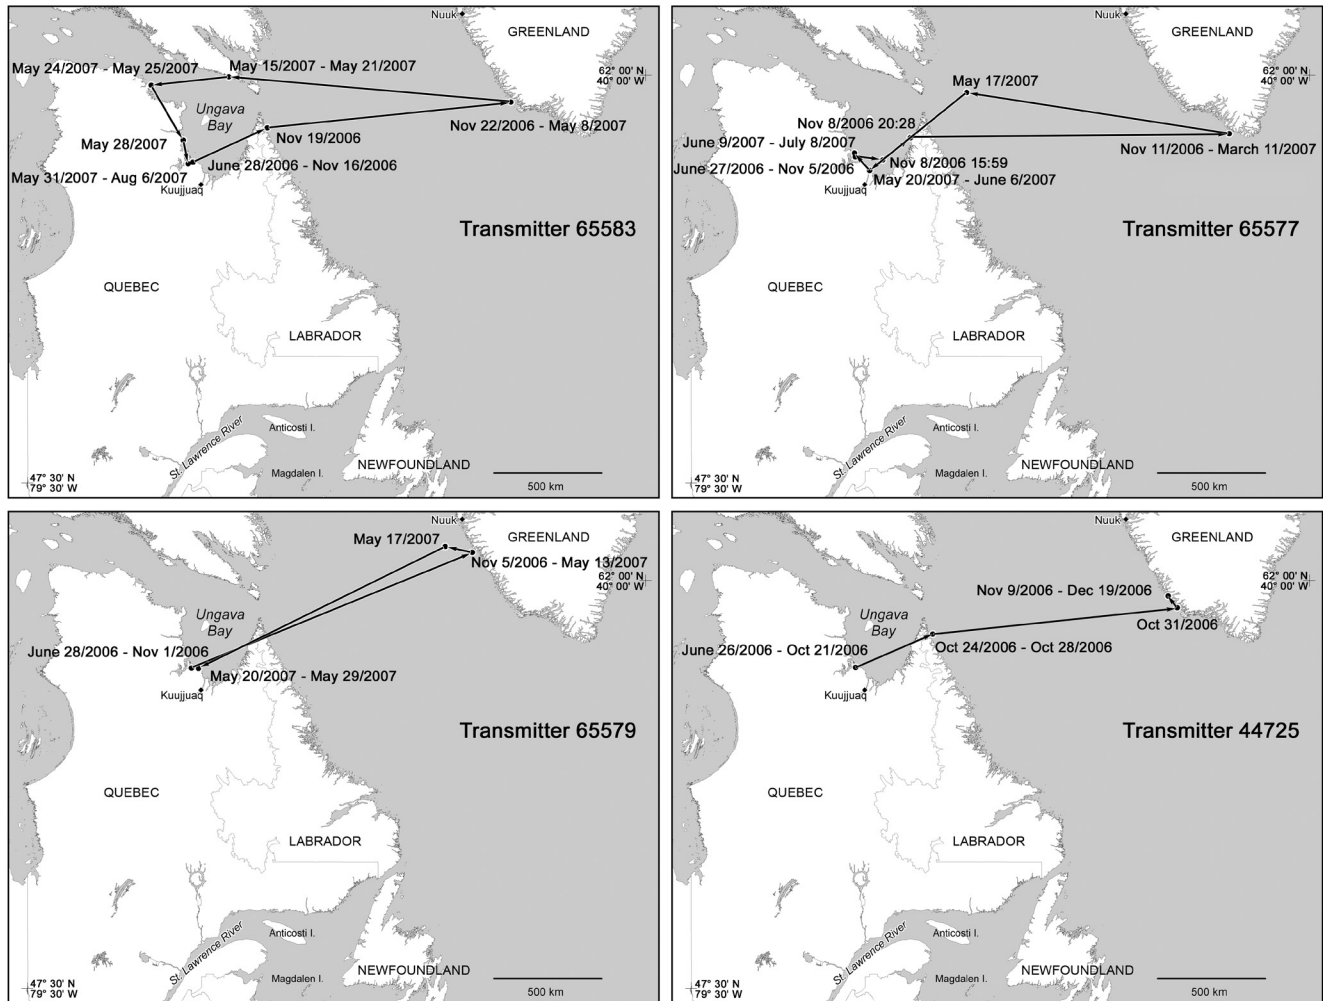 Nuuk
GREENLAND
62° 00' N
40° 00' W
May 24/2007 - May 25/2007
May 15/2007 - May 21/2007
Ungava
Bay
Nov 22/2006 - May 8/2007
Nov 19/2006
May 28/2007
June 28/2006 - Nov 16/2006
May 31/2007 - Aug 6/2007
Kuujjuaq
Transmitter 65583
QUEBEC
LABRADOR
St. Lawrence River
Anticosti I.
Magdalen I.
NEWFOUNDLAND
47° 30' N
79° 30' W
500 km
Nuuk
GREENLAND
62° 00' N
40° 00' W
May 17/2007
Nov 8/2006 20:28
June 9/2007 - July 8/2007
Nov 11/2006 - March 11/2007
Nov 8/2006 15:59
June 27/2006 - Nov 5/2006
May 20/2007 - June 6/2007
Kuujjuaq
Transmitter 65577
QUEBEC
LABRADOR
St. Lawrence River
Anticosti I.
Magdalen I.
NEWFOUNDLAND
47° 30' N
79° 30' W
500 km
Nuuk
GREENLAND
May 17/2007
Nov 5/2006 - May 13/2007
62° 00' N
40° 00' W
Ungava
Bay
June 28/2006 - Nov 1/2006
May 20/2007 - May 29/2007
Kuujjuaq
Transmitter 65579
QUEBEC
LABRADOR
St. Lawrence River
Anticosti I.
Magdalen I.
NEWFOUNDLAND
47° 30' N
79° 30' W
500 km
Nuuk
GREENLAND
62° 00' N
40° 00' W
Nov 9/2006 - Dec 19/2006
Ungava
Bay
Oct 31/2006
June 26/2006 - Oct 21/2006
Oct 24/2006 - Oct 28/2006
Kuujjuaq
Transmitter 44725
QUEBEC
LABRADOR
St. Lawrence River
Anticosti I.
Magdalen I.
NEWFOUNDLAND
47° 30' N
79° 30' W
500 km